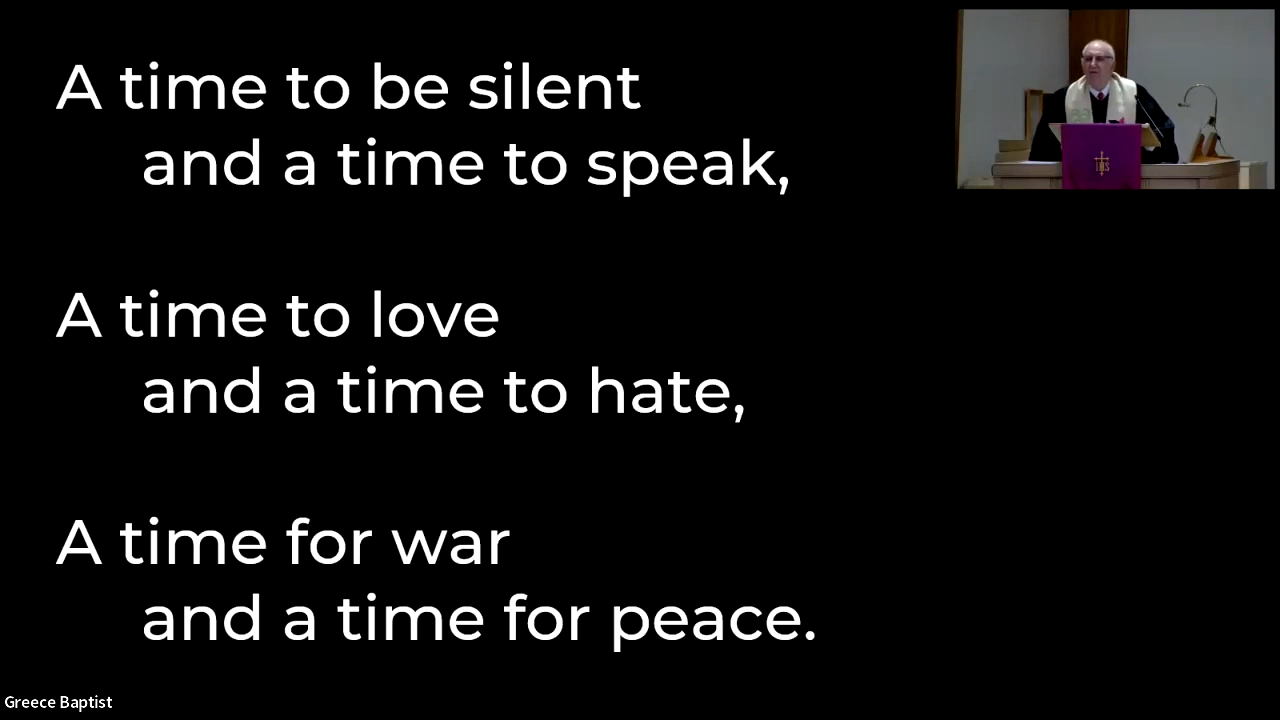 A time to be silent
and a time to speak,
A time to love
and a time to hate,
A time for war
and a time for peace.
IHS
Greece Baptist